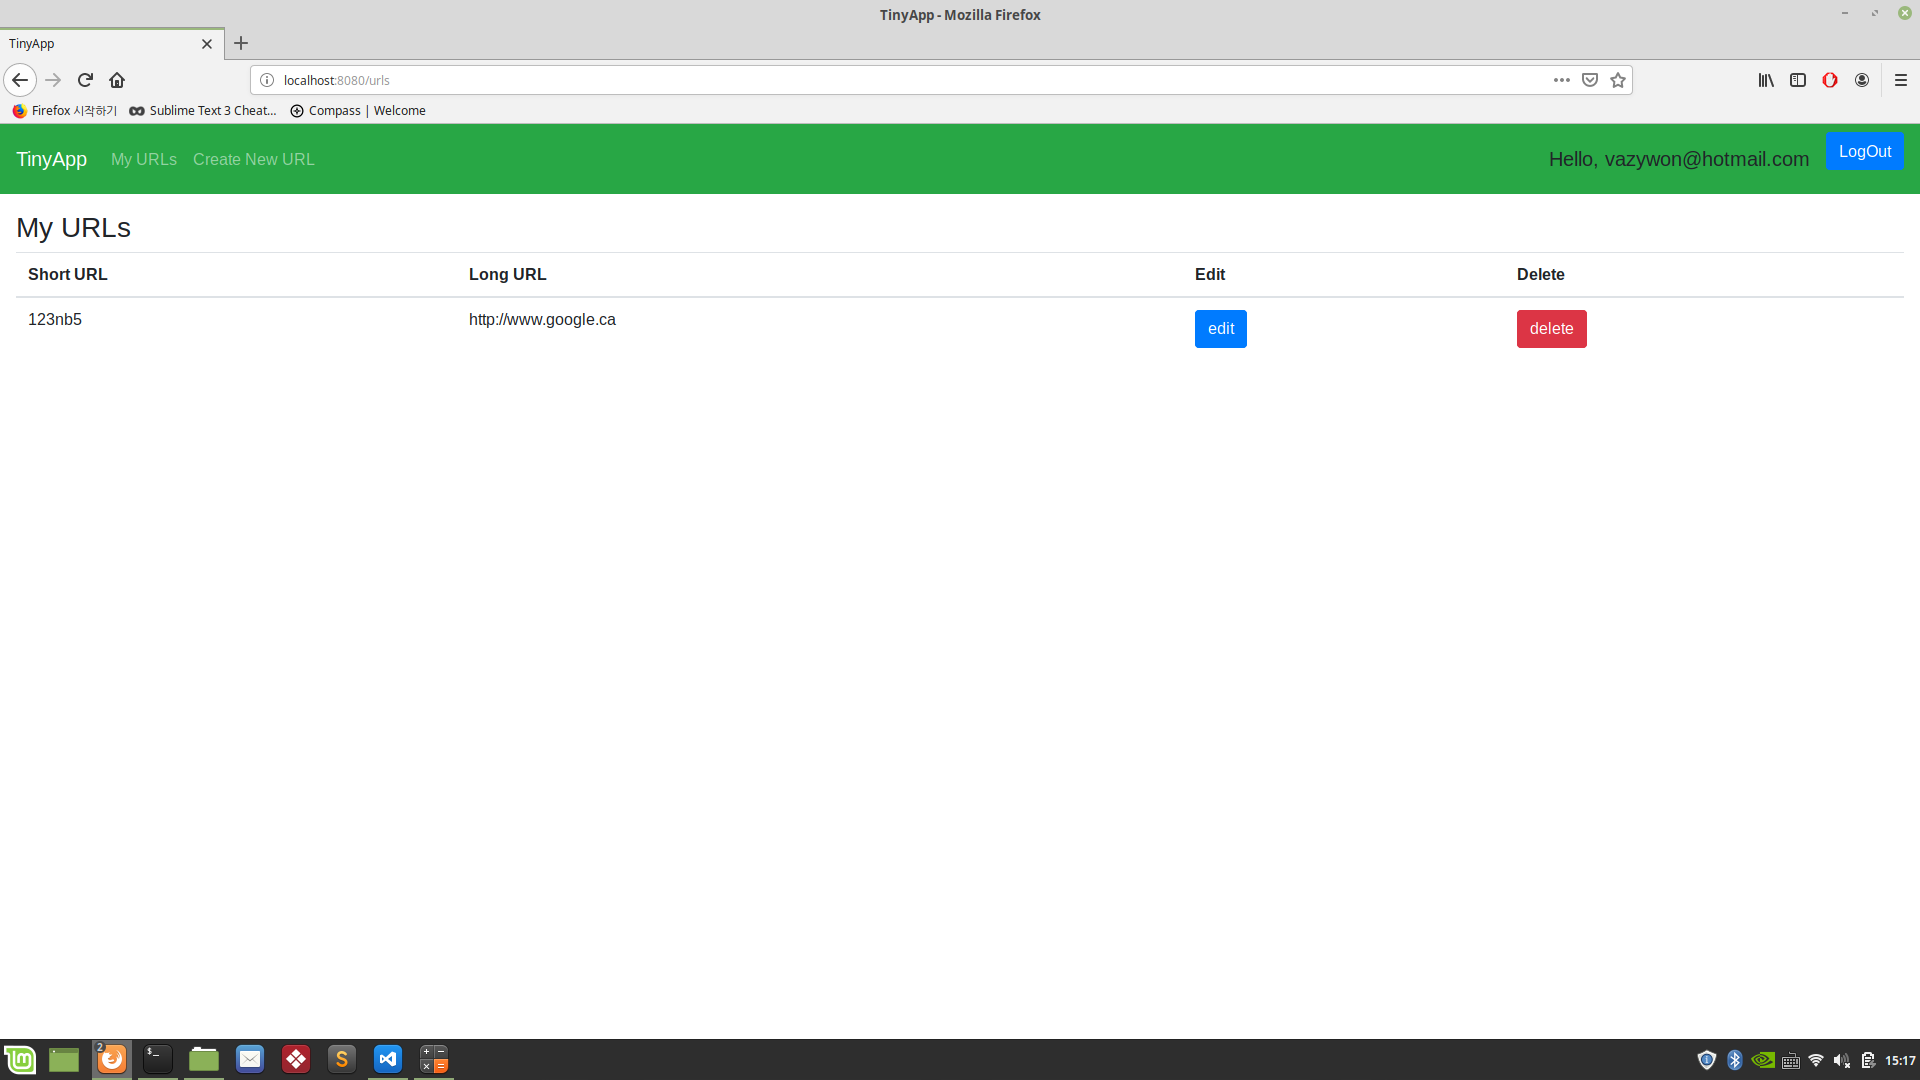 TinyApp - Mozilla Firefox
TinyApp
localhost:8080/urls
Firefox 시작하기 Sublime Text 3 Cheat... Compass | Welcome
TinyApp My URLs Create New URL Hello, vazywon@hotmail.com LogOut
My URLs
Short URL Long URL Edit Delete
123nb5 http://www.google.ca edit delete
2 15:17